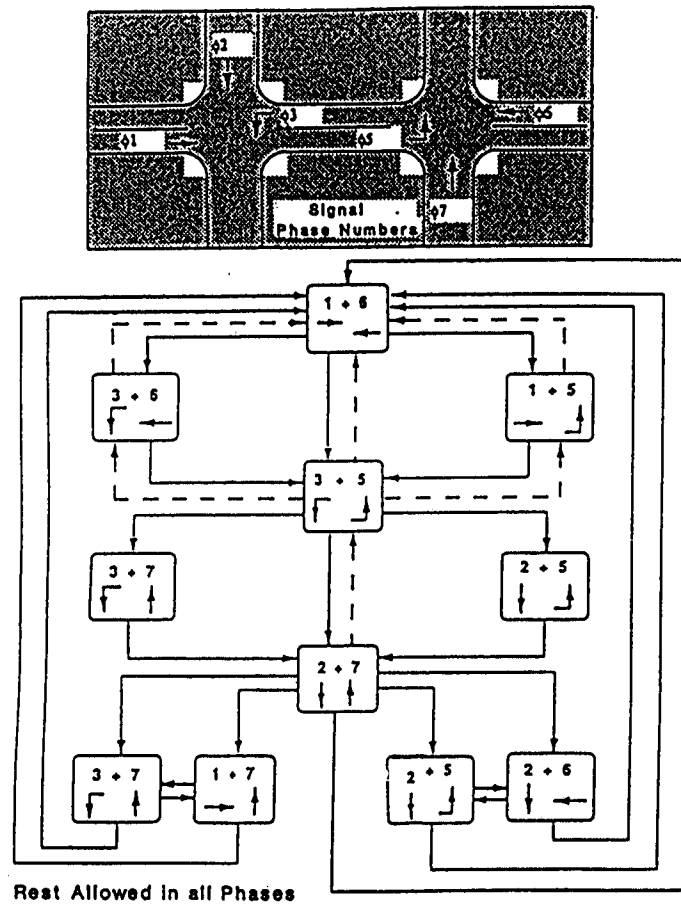 ϕ2
ϕ3
ϕ6
ϕ1
ϕ5
Signal
Phase Numbers
ϕ7
1 + 6
3 + 6
1 + 5
3 + 5
3 + 7
2 + 5
2 + 7
3 + 7
1 + 7
2 + 5
2 + 6
Rest Allowed in all Phases